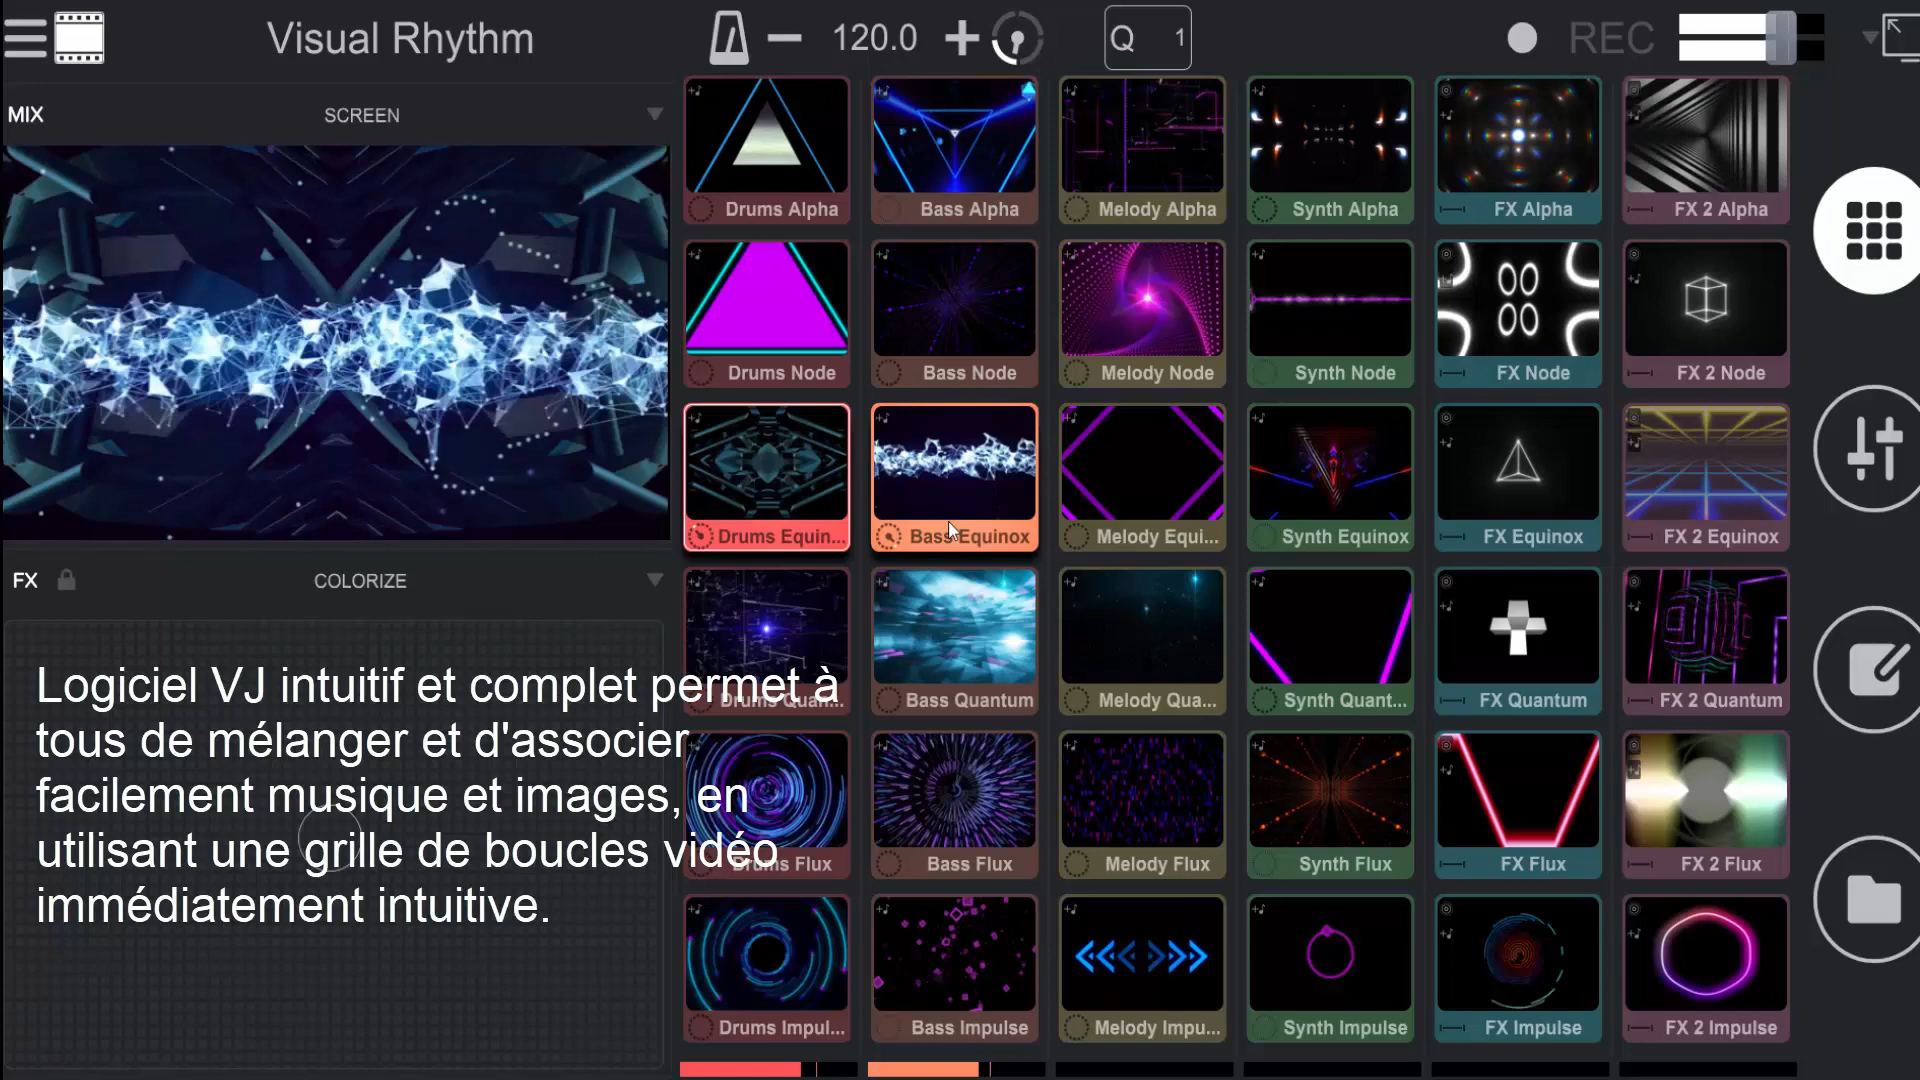 Visual Rhythm
120.0
Q 1
REC
MIX
SCREEN
Drums Alpha
Bass Alpha
Melody Alpha
Synth Alpha
FX Alpha
FX 2 Alpha
Drums Node
Bass Node
Melody Node
Synth Node
FX Node
FX 2 Node
Drums Equin...
Bass Equinox
Melody Equi...
Synth Equinox
FX Equinox
FX 2 Equinox
FX
COLORIZE
Drums Quan...
Bass Quantum
Melody Qua...
Synth Quant...
FX Quantum
FX 2 Quantum
Logiciel VJ intuitif et complet permet à
tous de mélanger et d'associer
facilement musique et images, en
utilisant une grille de boucles vidéo
immédiatement intuitive.
Drums Flux
Bass Flux
Melody Flux
Synth Flux
FX Flux
FX 2 Flux
Drums Impul...
Bass Impulse
Melody Impu...
Synth Impulse
FX Impulse
FX 2 Impulse